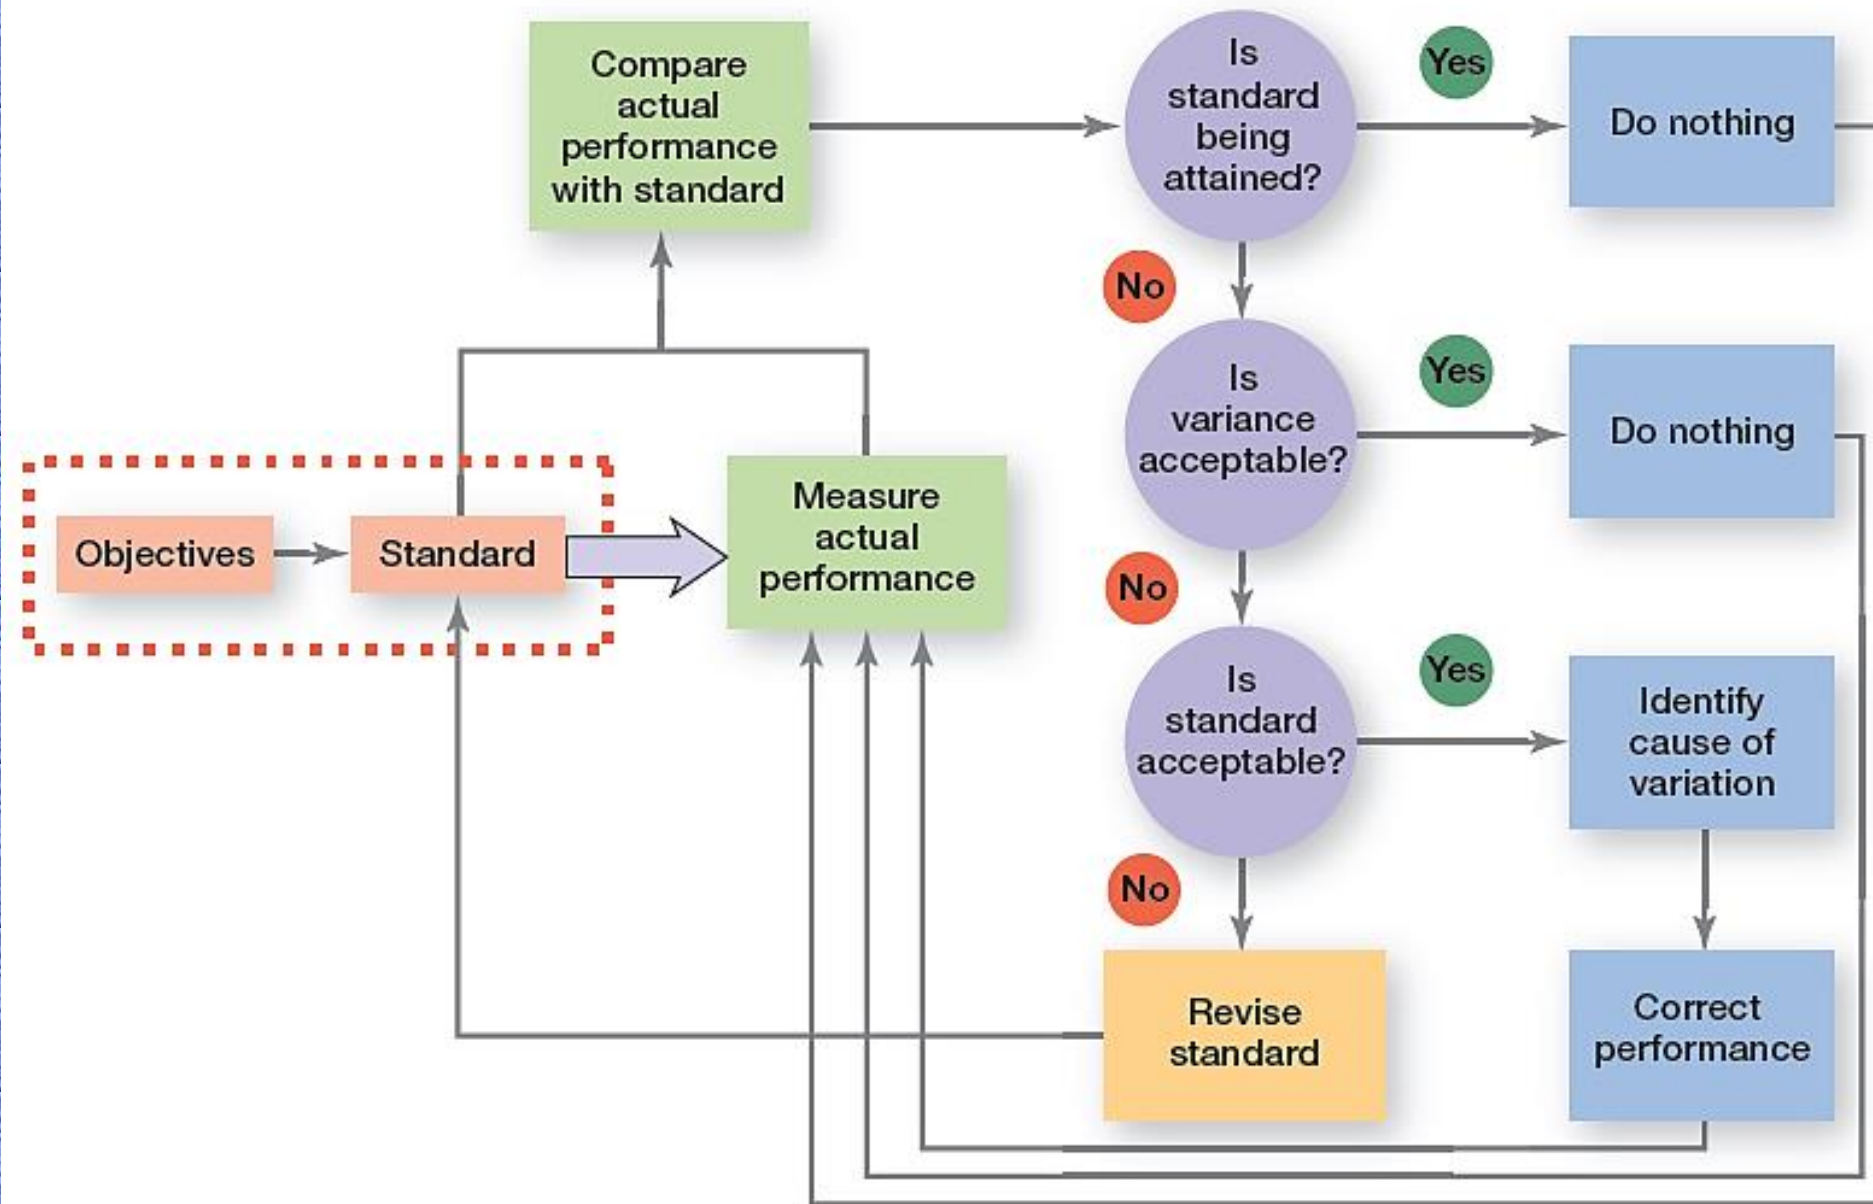 Compare
actual
performance
with standard
Is
standard
being
attained?
Yes
Do nothing
No
Is
variance
acceptable?
Yes
Do nothing
Objectives
Standard
Measure
actual
performance
No
Is
standard
acceptable?
Yes
Identify
cause of
variation
No
Revise
standard
Correct
performance